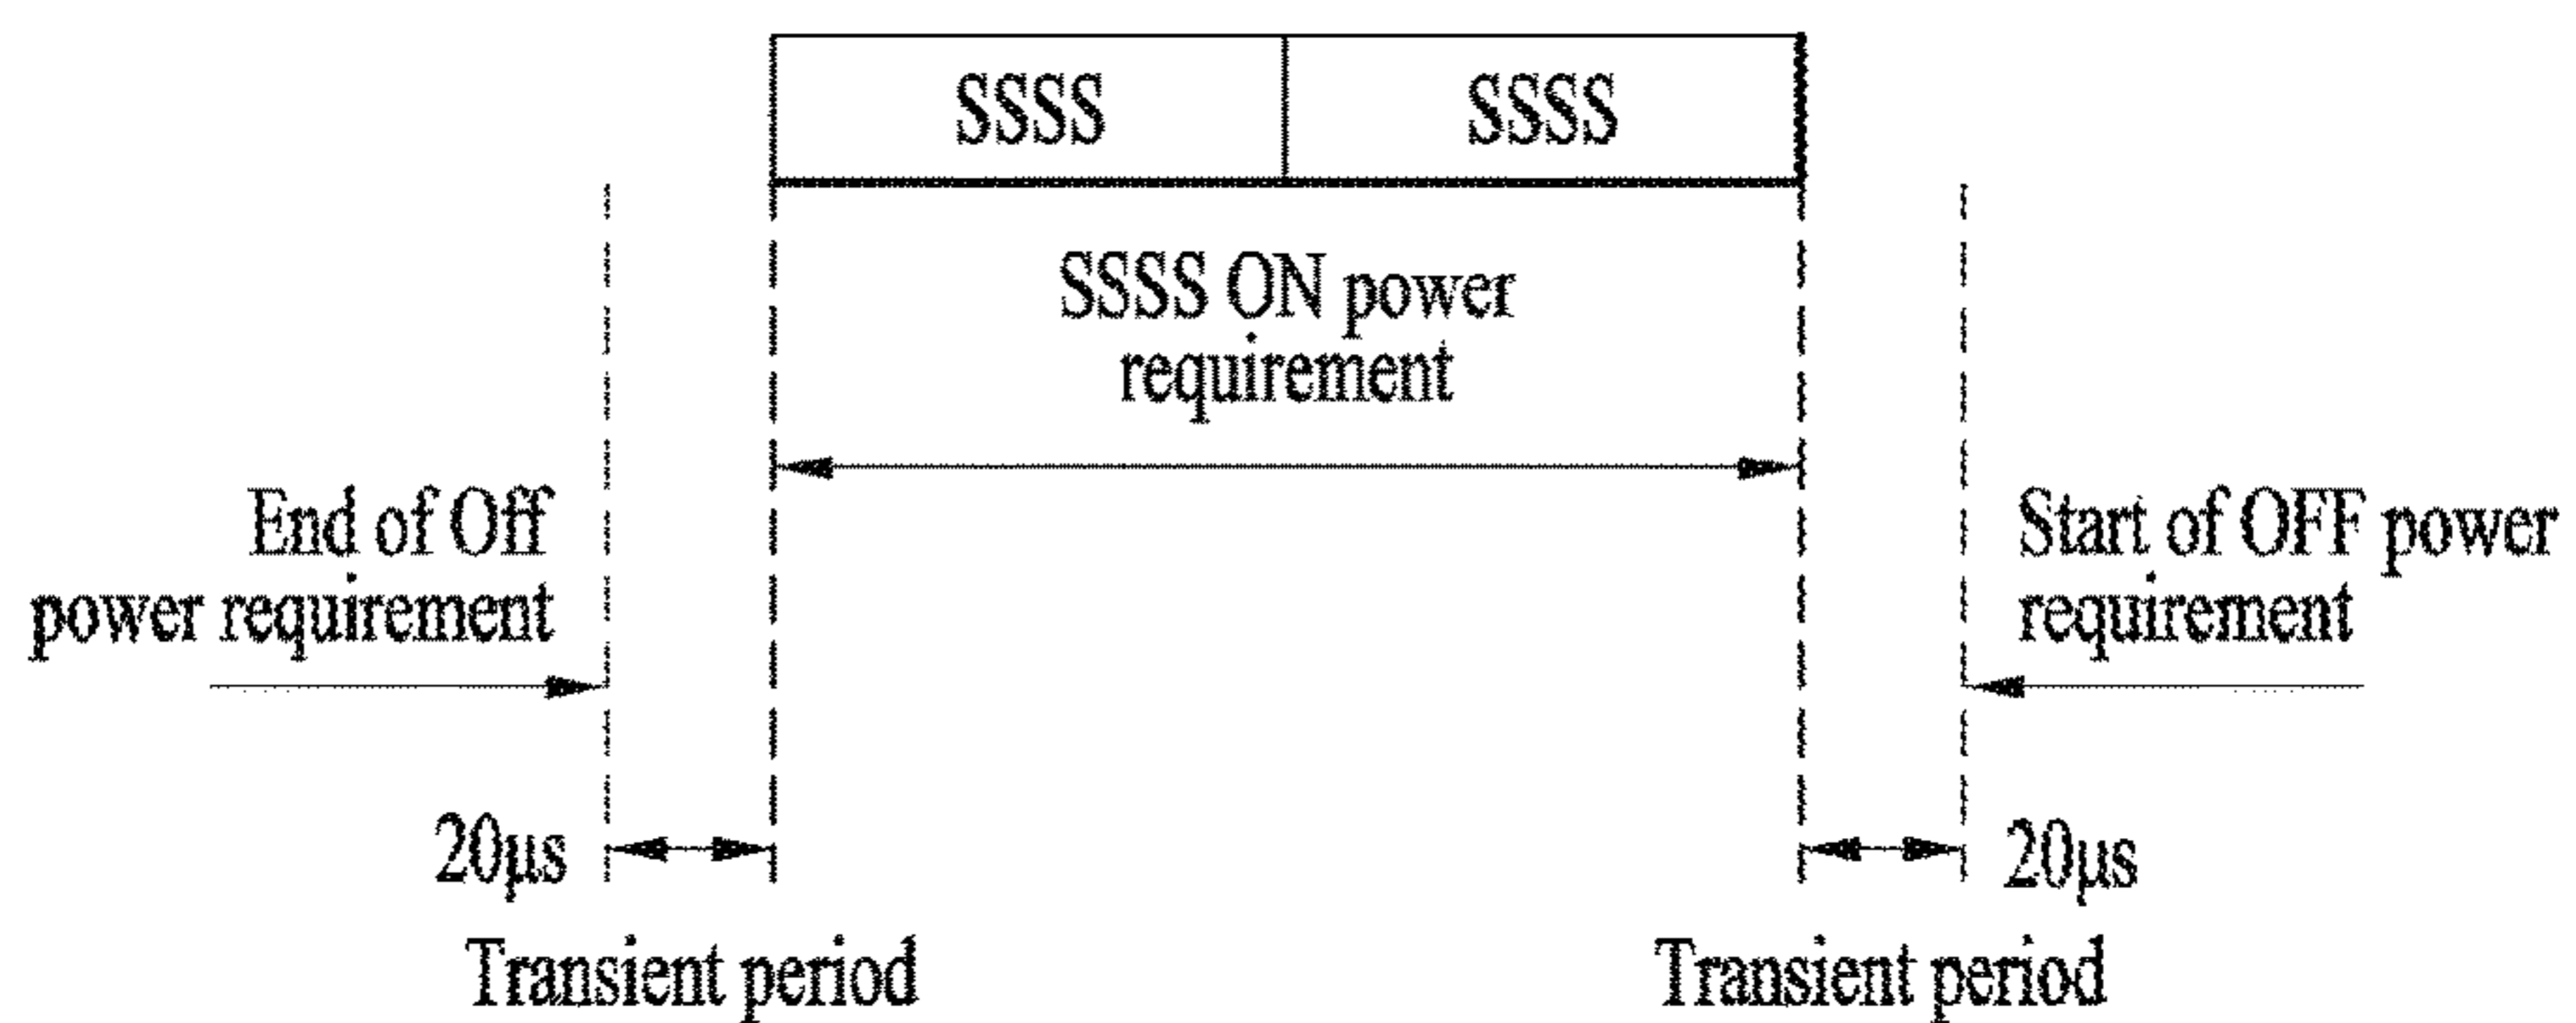 SSSS SSSS
SSSS ON power
requirement
End of Off
power requirement
Start of OFF power
requirement
20µs
20µs
Transient period
Transient period